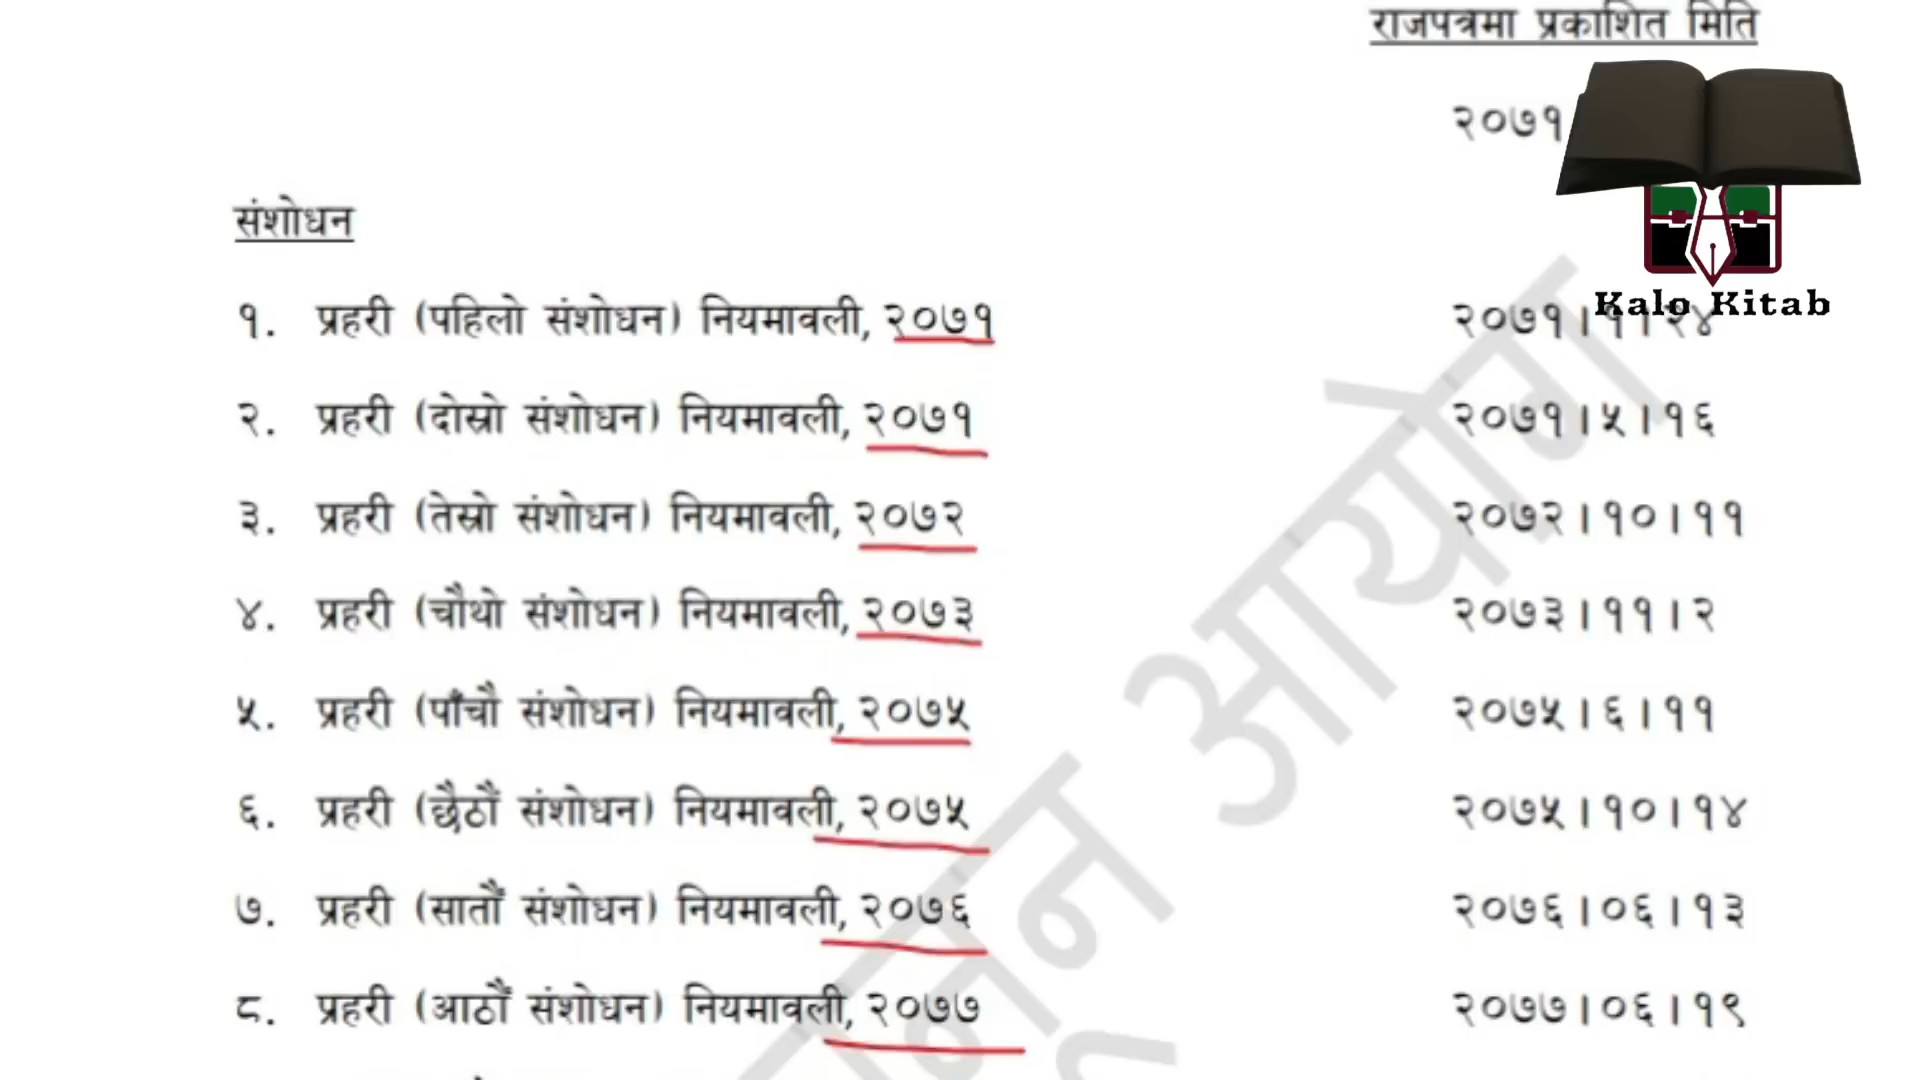 राजपत्रमा प्रकाशित मिति
२०७१
संशोधन
Kalo Kitab
१. प्रहरी (पहिलो संशोधन) नियमावली, २०७१ २०७१।१।२४
२. प्रहरी (दोस्रो संशोधन) नियमावली, २०७१ २०७१।५।१६
३. प्रहरी (तेस्रो संशोधन) नियमावली, २०७२ २०७२।१०।११
४. प्रहरी (चौथो संशोधन) नियमावली, २०७३ २०७३।११।२
५. प्रहरी (पाँचौ संशोधन) नियमावली, २०७५ २०७५।६।११
६. प्रहरी (छैठौं संशोधन) नियमावली, २०७५ २०७५।१०।१४
७. प्रहरी (सातौं संशोधन) नियमावली, २०७६ २०७६।०६।१३
८. प्रहरी (आठौं संशोधन) नियमावली, २०७७ २०७७।०६।१९
आयोग